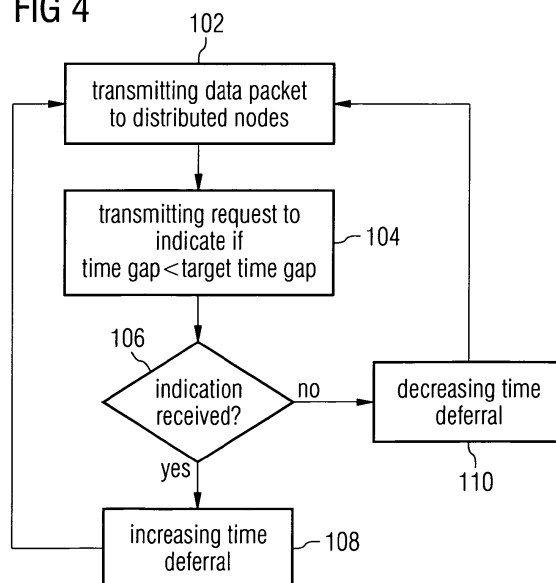 FIG 4
102
transmitting data packet
to distributed nodes
transmitting request to
indicate if
time gap<target time gap
104
106
indication
received?
no
decreasing time
deferral
110
yes
increasing time
deferral
108